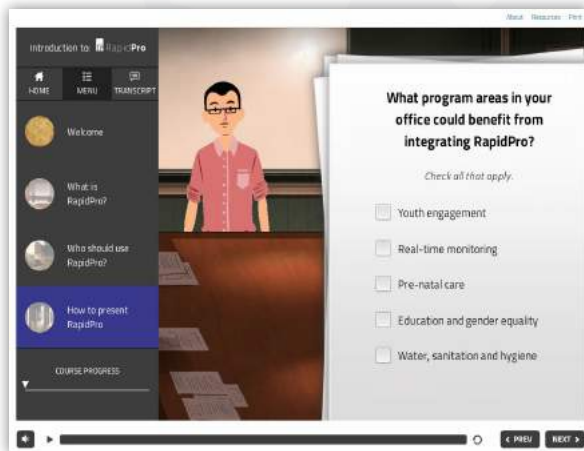 About Resources Print
Introduction to: RapidPro
HOME
MENU
TRANSCRIPT
Welcome
What is
RapidPro?
Who should use
RapidPro?
How to present
RapidPro
COURSE PROGRESS
What program areas in your
office could benefit from
integrating RapidPro?
Check all that apply.
Youth engagement
Real-time monitoring
Pre-natal care
Education and gender equality
Water, sanitation and hygiene
< PREV
NEXT >